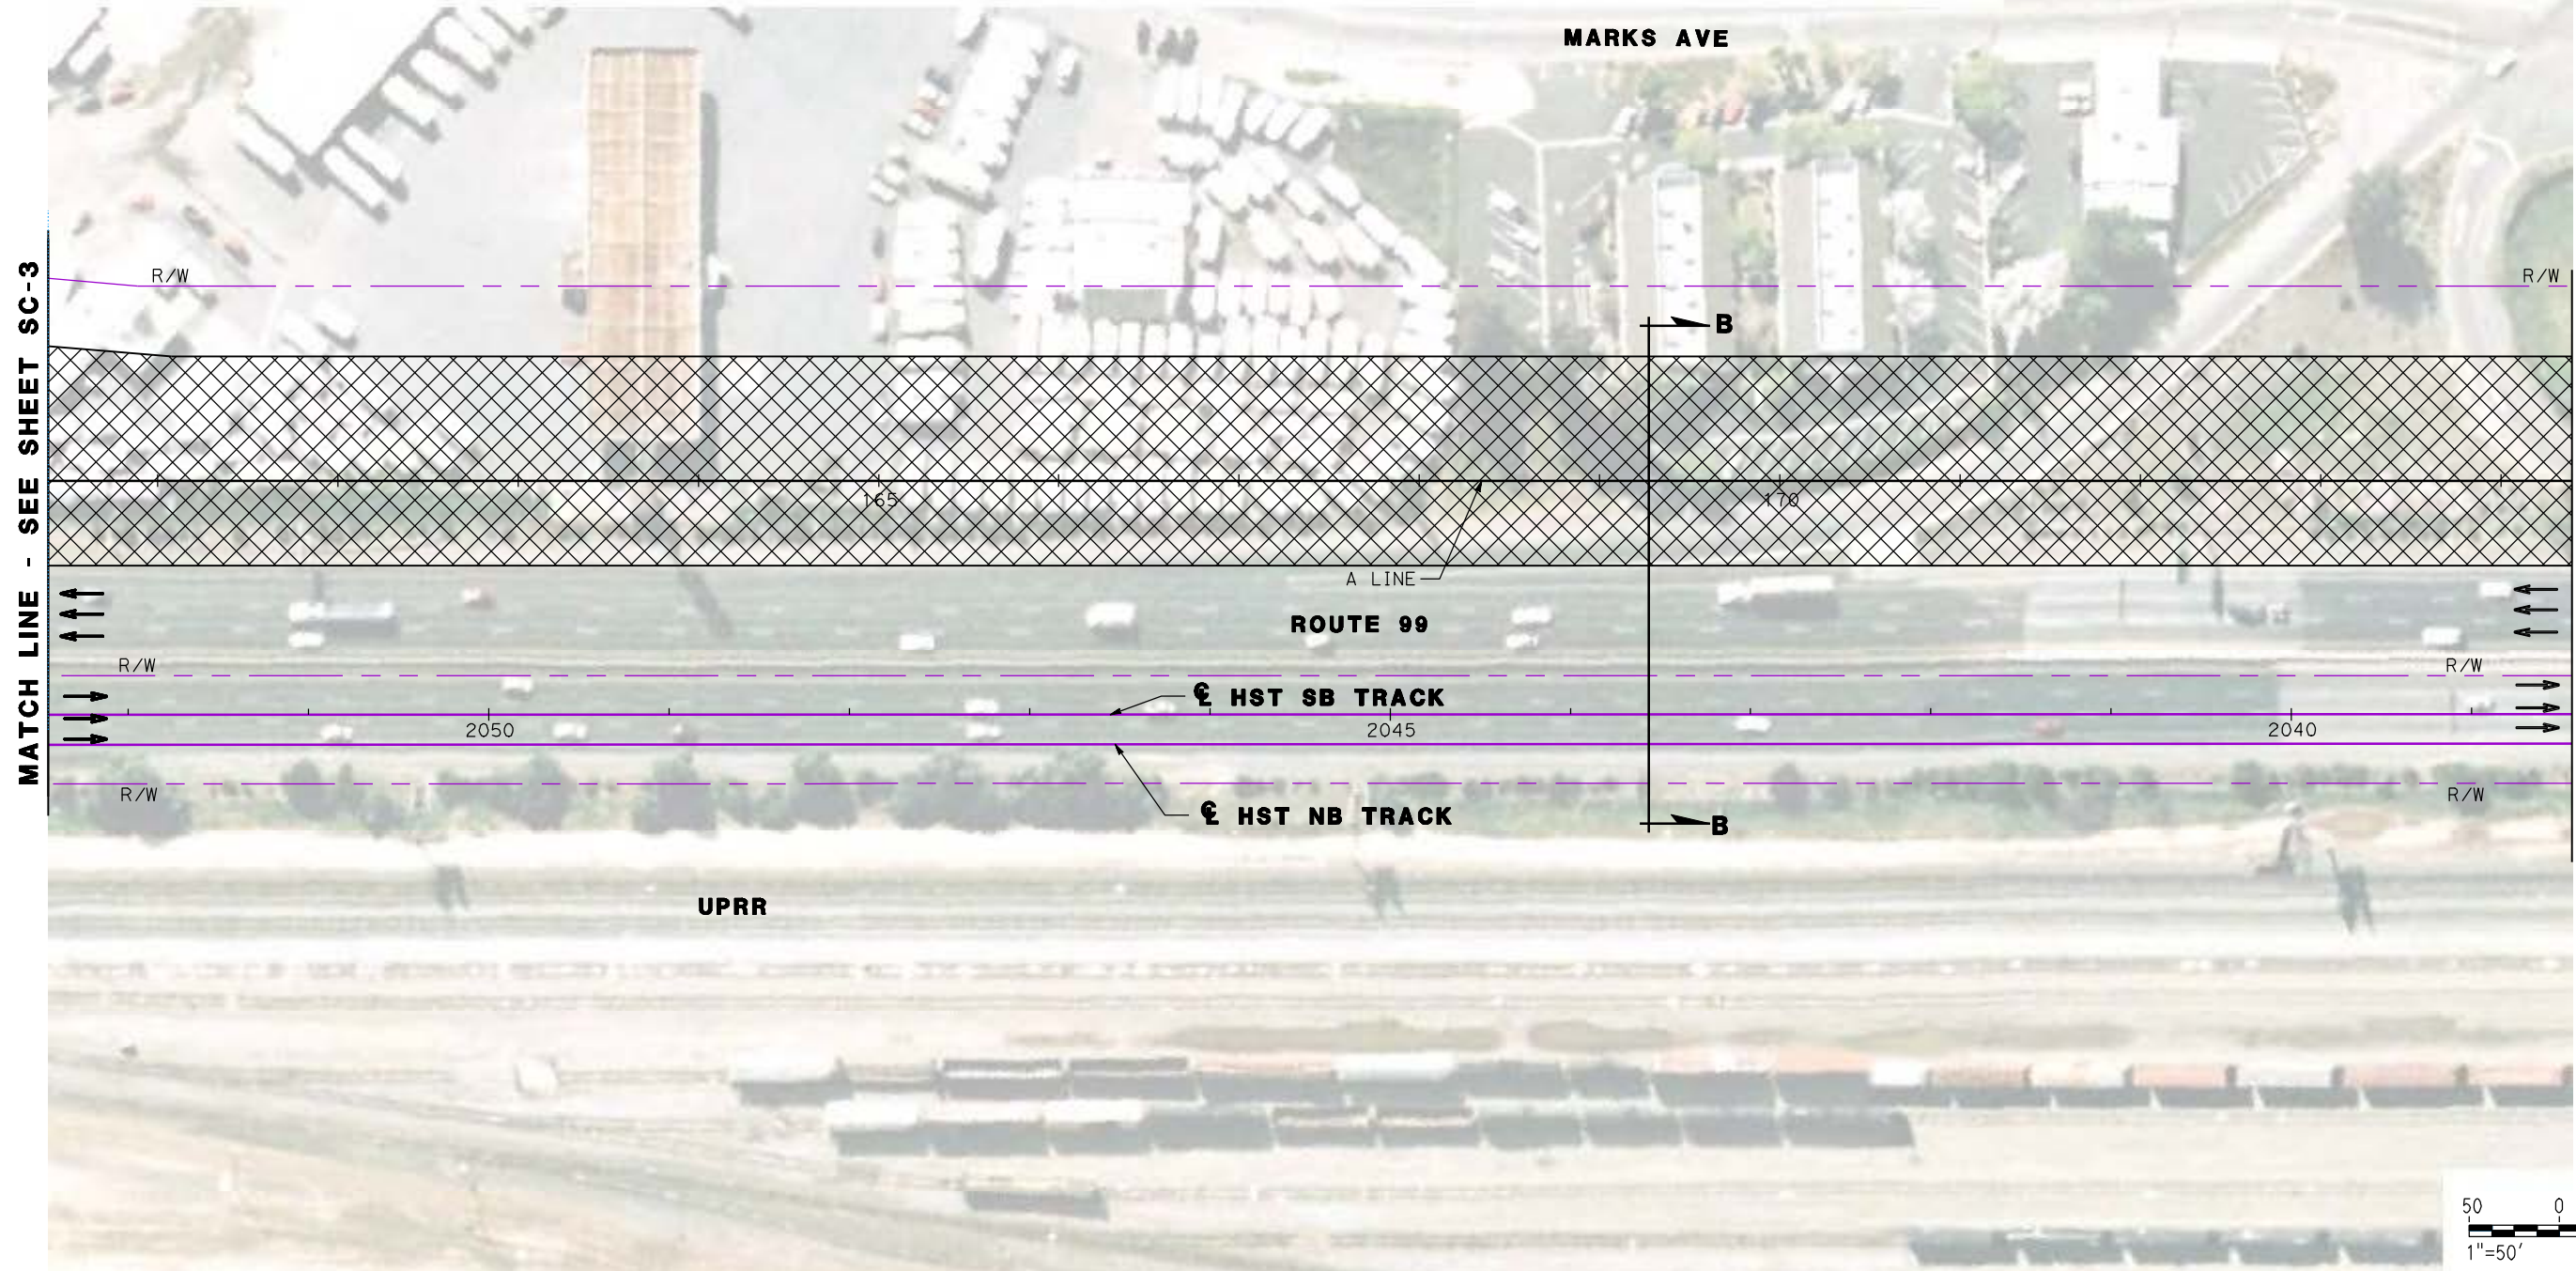 MARKS AVE
R/W
R/W
B
MATCH LINE - SEE SHEET SC-3
165
170
A LINE
ROUTE 99
R/W
R/W
℄ HST SB TRACK
2050
2045
2040
R/W
R/W
℄ HST NB TRACK
B
UPRR
50 0
1"=50'